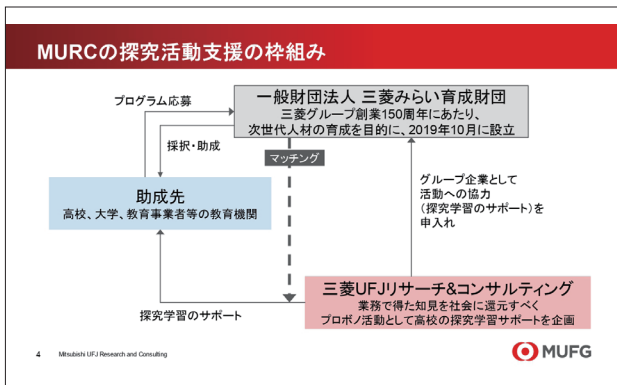 MURCの探究活動支援の枠組み
プログラム応募
一般財団法人 三菱みらい育成財団
三菱グループ創業150周年にあたり、
次世代人材の育成を目的に、2019年10月に設立
採択・助成
マッチング
助成先
高校、大学、教育事業者等の教育機関
グループ企業として
活動への協力
(探究学習のサポート)を
申入れ
三菱UFJリサーチ&コンサルティング
業務で得た知見を社会に還元すべく
プロボノ活動として高校の探究学習サポートを企画
探究学習のサポート
4 Mitsubishi UFJ Research and Consulting
MUFG